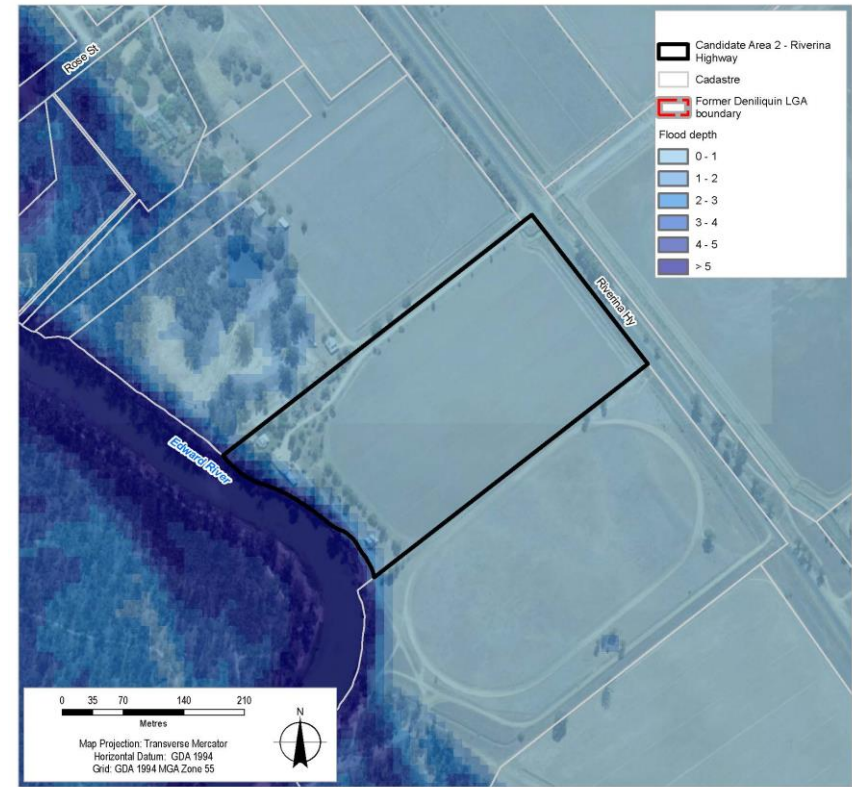 Rose St
Candidate Area 2 - Riverina
Highway
Cadastre
Former Deniliquin LGA
boundary
Flood depth
0 - 1
1 - 2
2 - 3
3 - 4
4 - 5
> 5
Riverina Hy
Edward River
0 35 70 140 210
Metres
Map Projection: Transverse Mercator
Horizontal Datum: GDA 1994
Grid: GDA 1994 MGA Zone 55
N